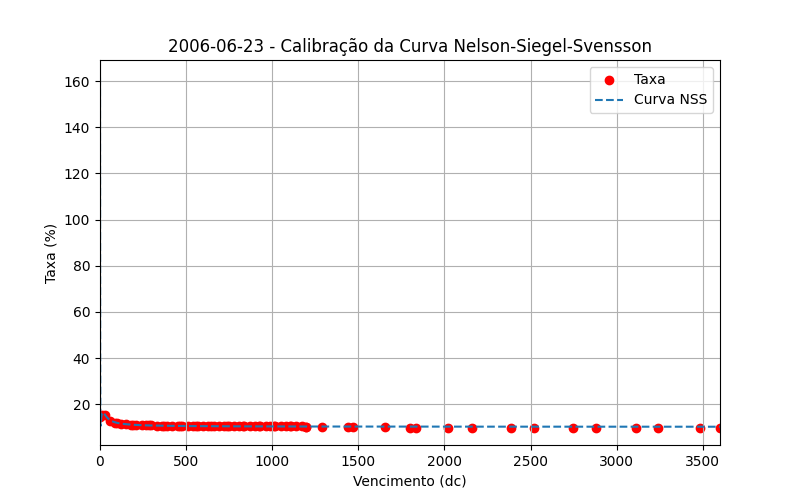 2006-06-23 - Calibração da Curva Nelson-Siegel-Svensson
Taxa
Curva NSS
Taxa (%)
160
140
120
100
80
60
40
20
0 500 1000 1500 2000 2500 3000 3500
Vencimento (dc)